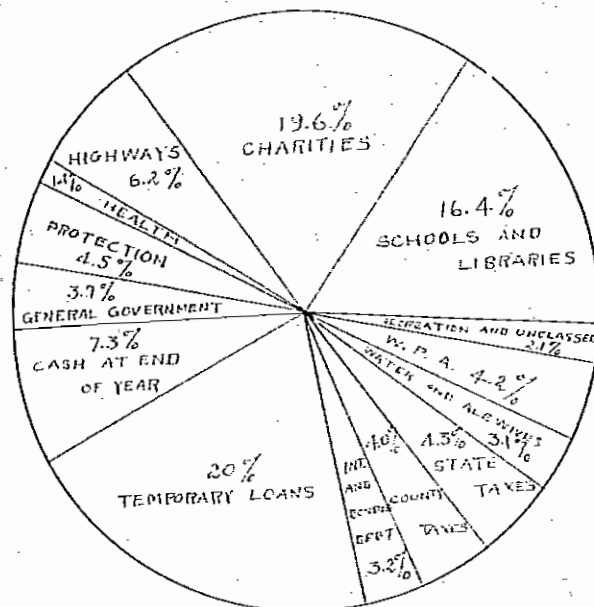 19.6%
CHARITIES
16.4%
SCHOOLS AND
LIBRARIES
RECREATION AND UNCLASSED
2.1%
W. P. A. 4.2%
WATER AND ALEWIVES
3.1%
4.3%
STATE
TAXES
4.0%
COUNTY
TAXES
INT.
AND
DEBT
3.2%
20%
TEMPORARY LOANS
7.3%
CASH AT END
OF YEAR
3.7%
GENERAL GOVERNMENT
PROTECTION
4.5%
HEALTH
HIGHWAYS
6.2%